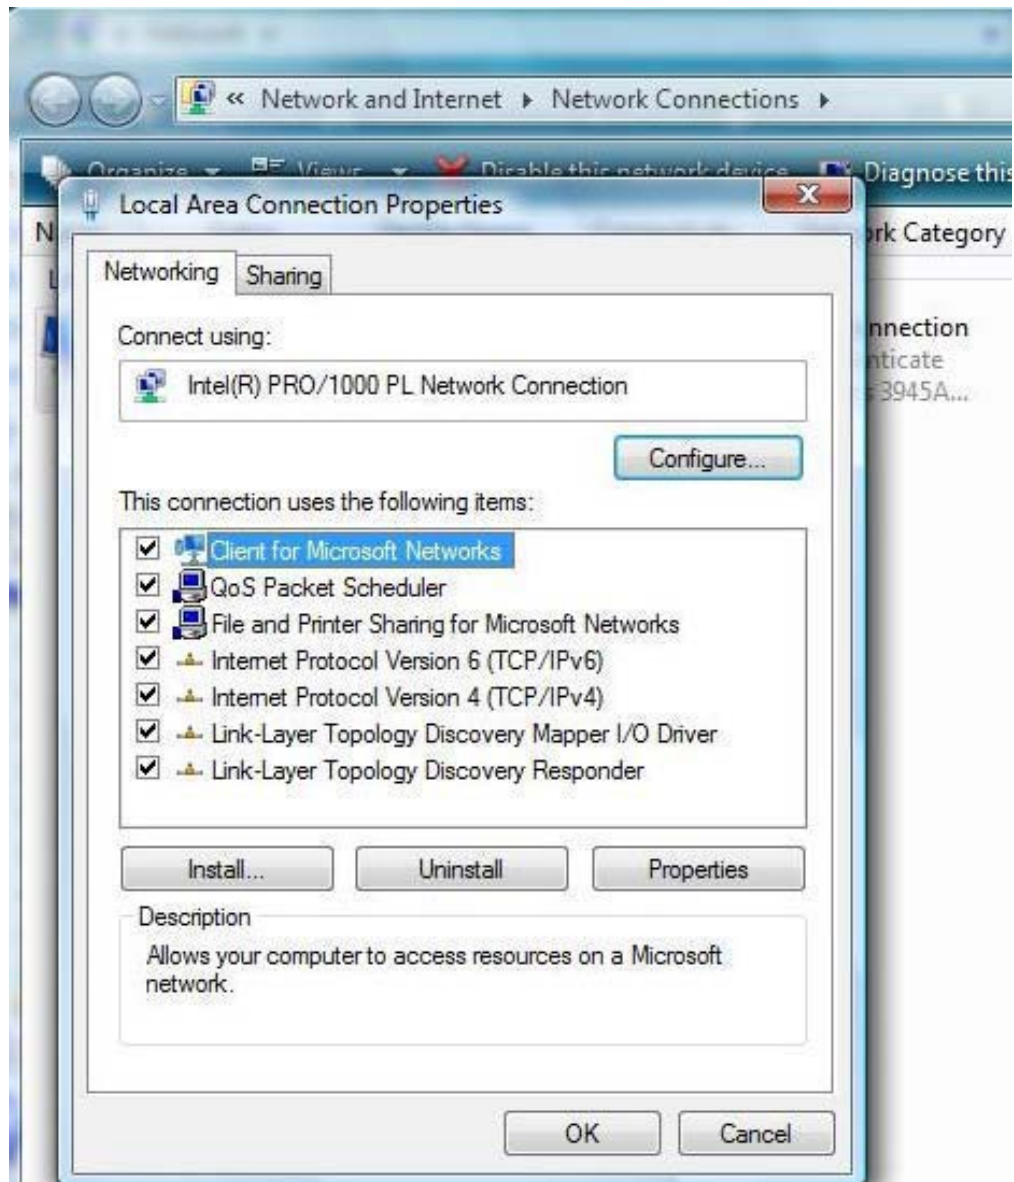 « Network and Internet ▸ Network Connections ▸
Organize Views Disable this network device Diagnose this
Local Area Connection Properties
rk Category
Networking Sharing
Connect using:
nnection
Intel(R) PRO/1000 PL Network Connection
nticate
3945A...
Configure...
This connection uses the following items:
Client for Microsoft Networks
QoS Packet Scheduler
File and Printer Sharing for Microsoft Networks
Internet Protocol Version 6 (TCP/IPv6)
Internet Protocol Version 4 (TCP/IPv4)
Link-Layer Topology Discovery Mapper I/O Driver
Link-Layer Topology Discovery Responder
Install... Uninstall Properties
Description
Allows your computer to access resources on a Microsoft
network.
OK Cancel